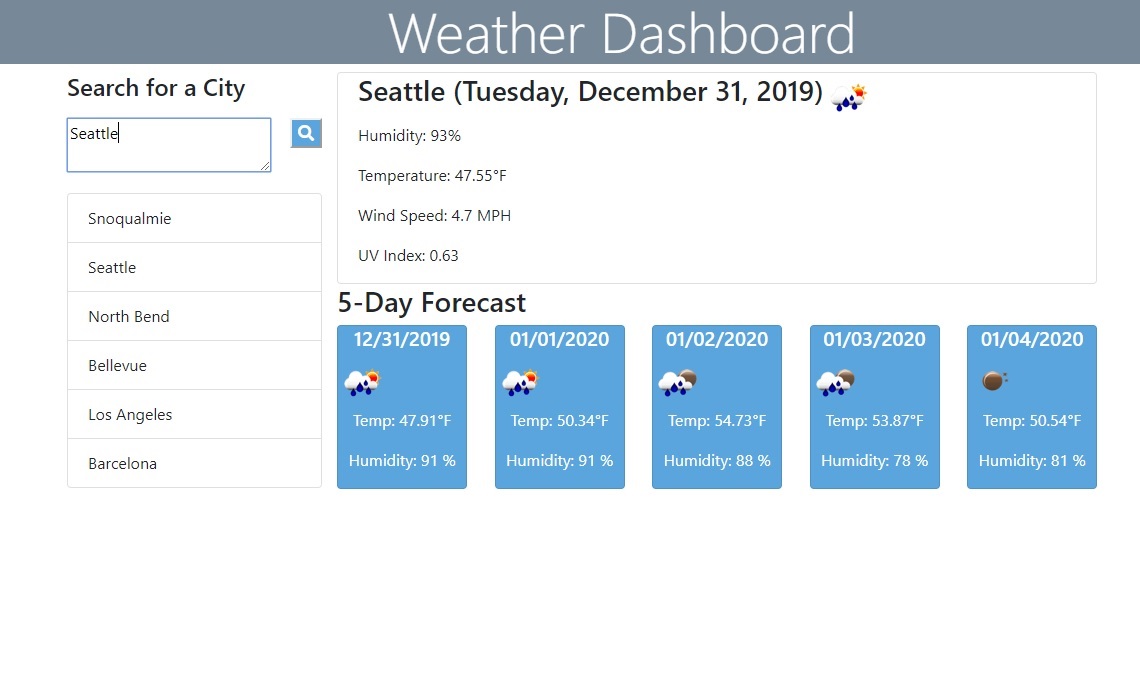 Weather Dashboard
Search for a City
Seattle
Snoqualmie
Seattle
North Bend
Bellevue
Los Angeles
Barcelona
Seattle (Tuesday, December 31, 2019)
Humidity: 93%
Temperature: 47.55°F
Wind Speed: 4.7 MPH
UV Index: 0.63
5-Day Forecast
12/31/2019
Temp: 47.91°F
Humidity: 91 %
01/01/2020
Temp: 50.34°F
Humidity: 91 %
01/02/2020
Temp: 54.73°F
Humidity: 88 %
01/03/2020
Temp: 53.87°F
Humidity: 78 %
01/04/2020
Temp: 50.54°F
Humidity: 81 %